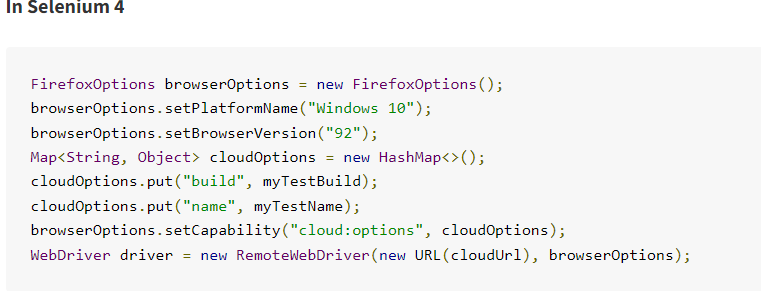 In Selenium 4
FirefoxOptions browserOptions = new FirefoxOptions();
browserOptions.setPlatformName("Windows 10");
browserOptions.setBrowserVersion("92");
Map<String, Object> cloudOptions = new HashMap<>();
cloudOptions.put("build", myTestBuild);
cloudOptions.put("name", myTestName);
browserOptions.setCapability("cloud:options", cloudOptions);
WebDriver driver = new RemoteWebDriver(new URL(cloudUrl), browserOptions);